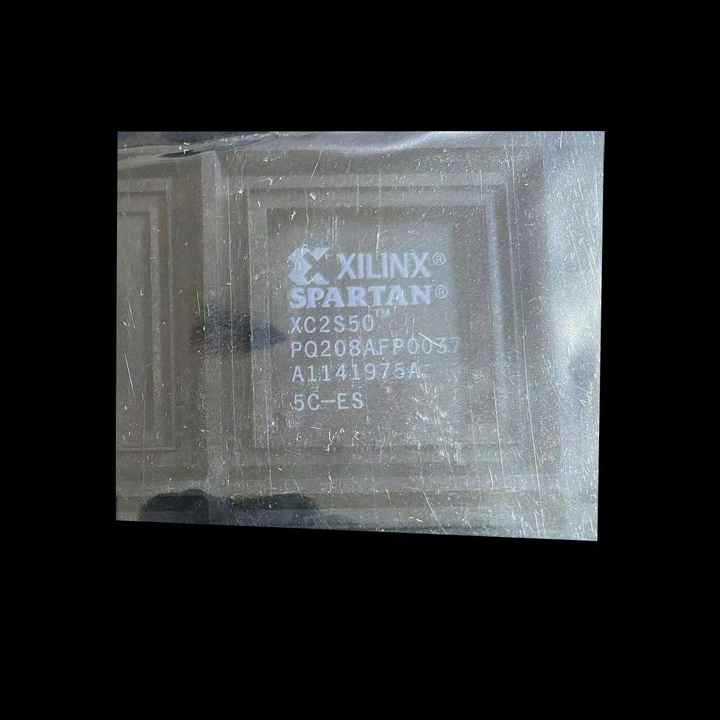 XILINX®
SPARTAN®
XC2S50™
PQ208AFP0037
A1141975A
5C-ES